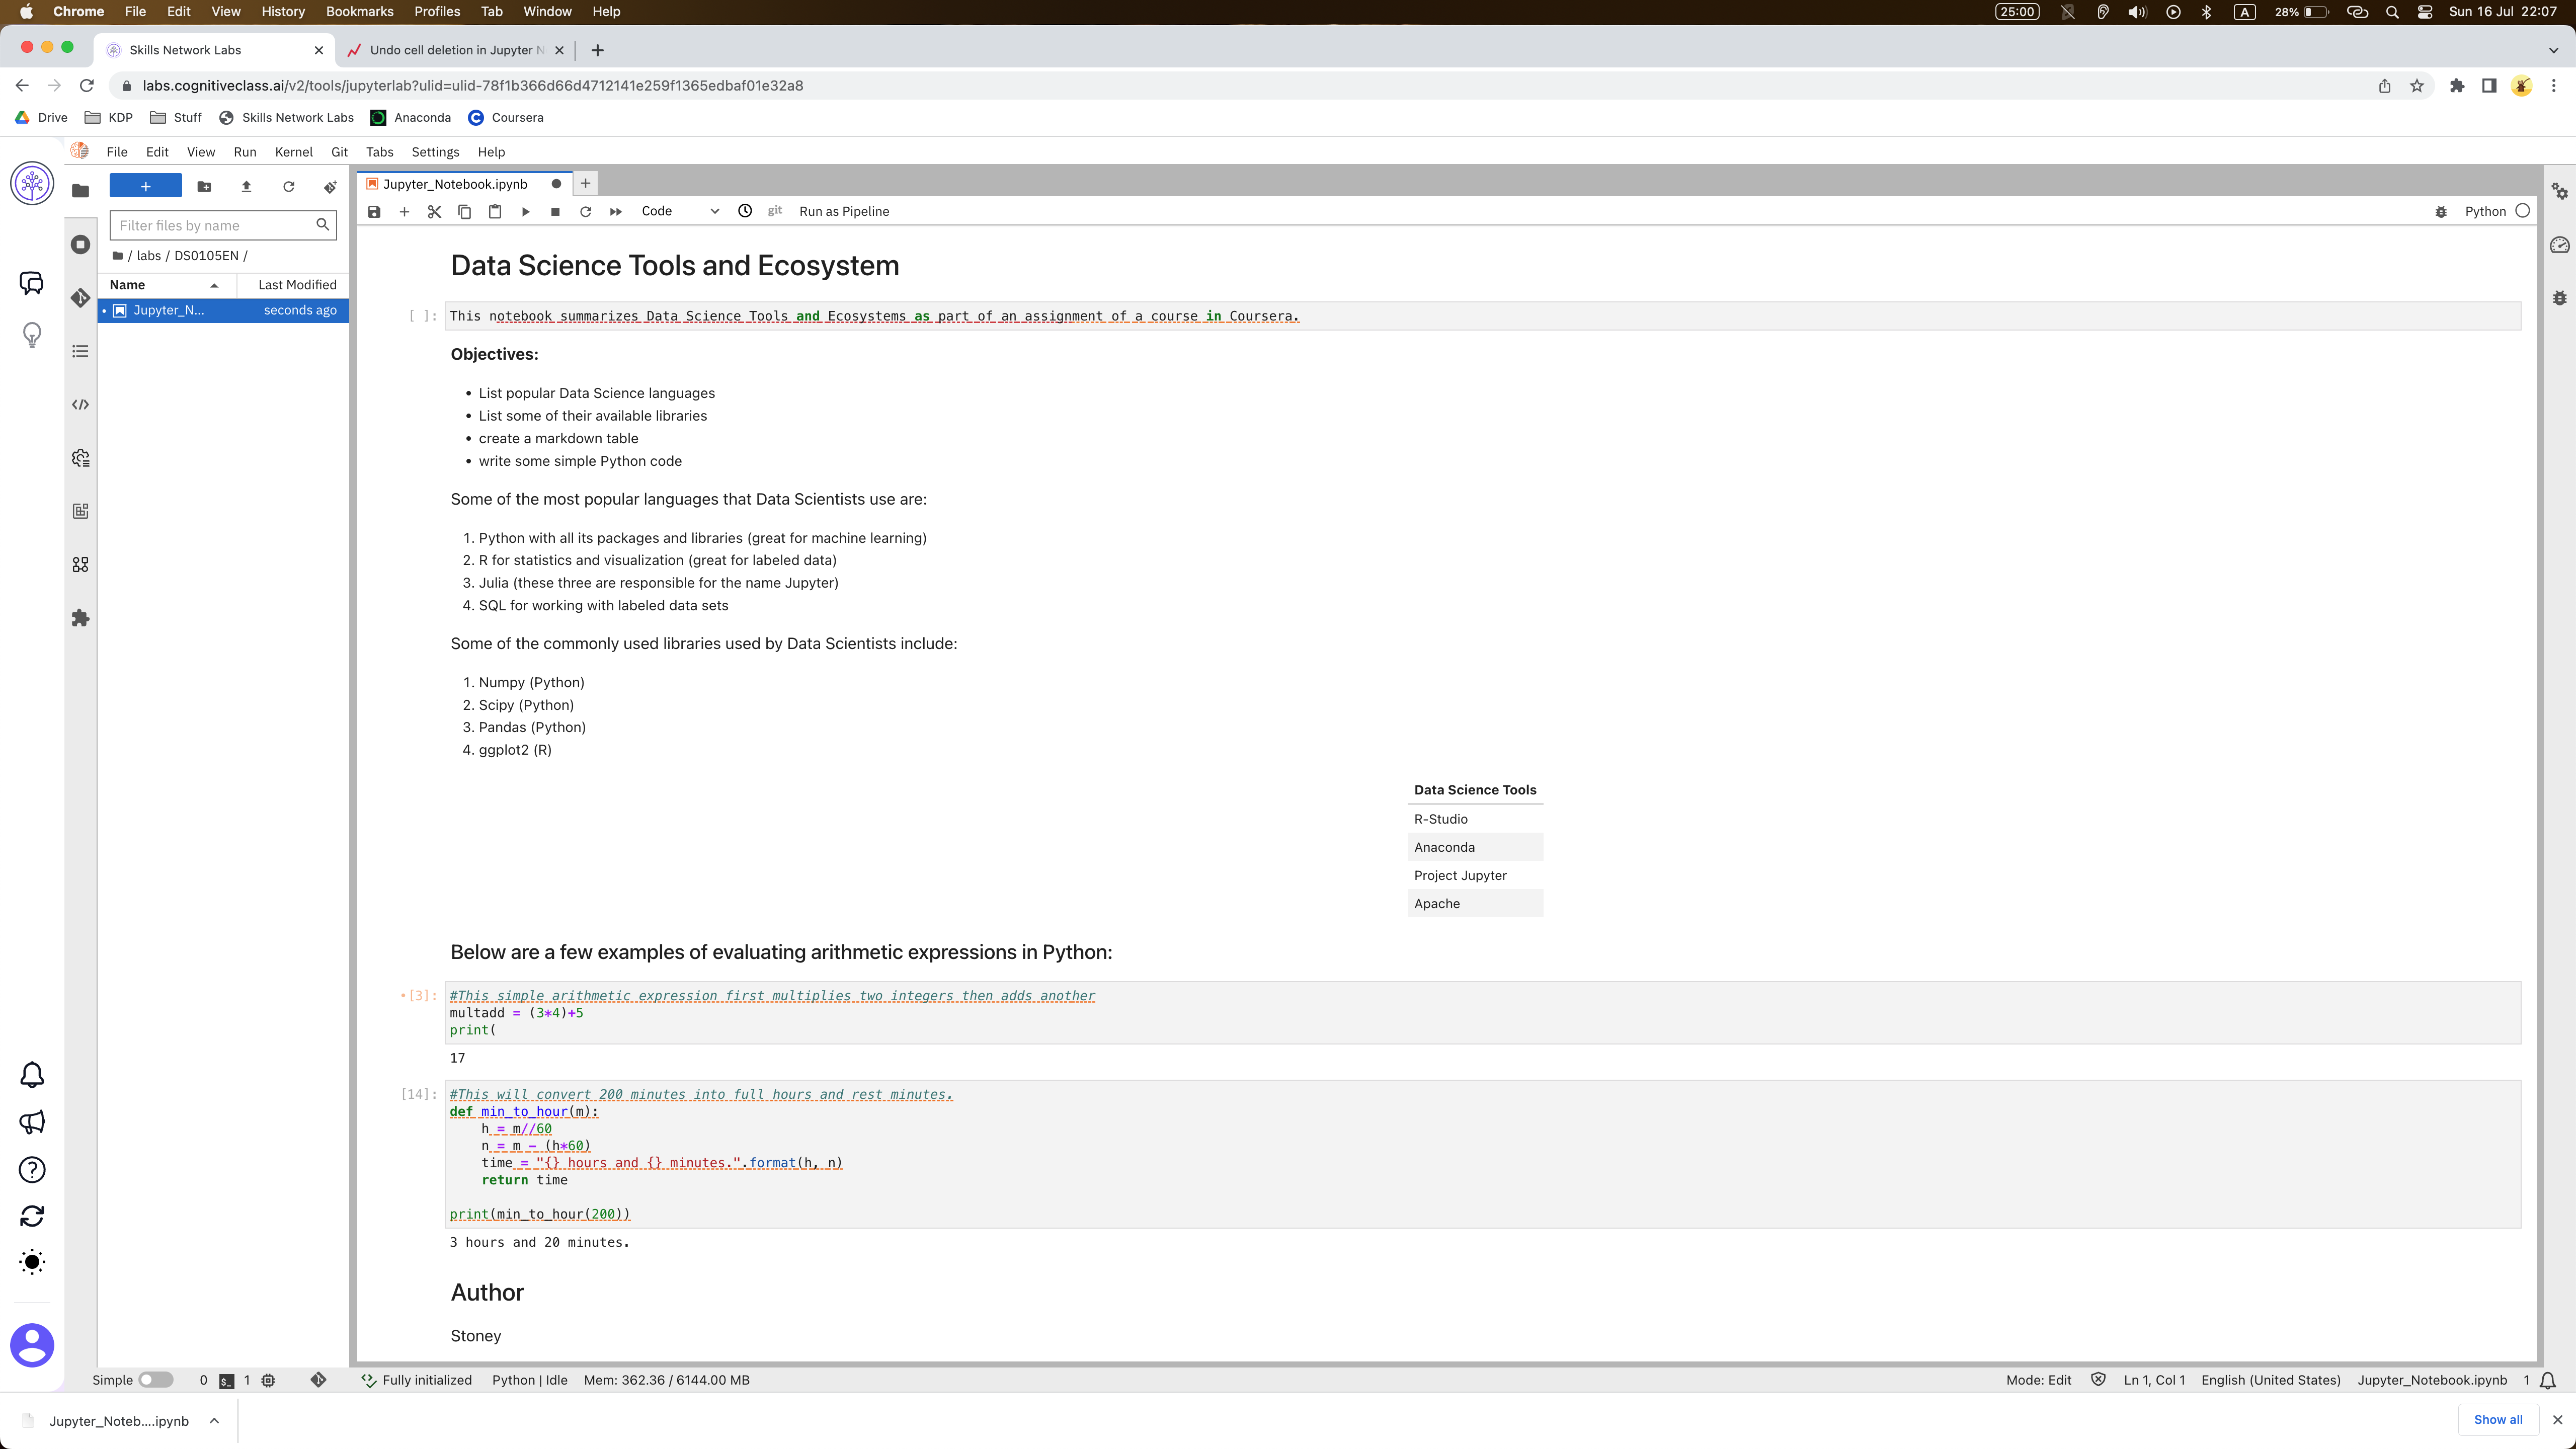 Chrome File Edit View History Bookmarks Profiles Tab Window Help 25:00 A 28% Sun 16 Jul 22:07
Skills Network Labs Undo cell deletion in Jupyter N
labs.cognitiveclass.ai/v2/tools/jupyterlab?ulid=ulid-78f1b366d66d4712141e259f1365edbaf01e32a8
Drive KDP Stuff Skills Network Labs Anaconda Coursera
File Edit View Run Kernel Git Tabs Settings Help
Jupyter_Notebook.ipynb
Code git Run as Pipeline Python
Filter files by name
/ labs / DS0105EN /
Name Last Modified
Jupyter_N... seconds ago
Data Science Tools and Ecosystem
[ ]: This notebook summarizes Data Science Tools and Ecosystems as part of an assignment of a course in Coursera.
Objectives:
• List popular Data Science languages
• List some of their available libraries
• create a markdown table
• write some simple Python code
Some of the most popular languages that Data Scientists use are:
1. Python with all its packages and libraries (great for machine learning)
2. R for statistics and visualization (great for labeled data)
3. Julia (these three are responsible for the name Jupyter)
4. SQL for working with labeled data sets
Some of the commonly used libraries used by Data Scientists include:
1. Numpy (Python)
2. Scipy (Python)
3. Pandas (Python)
4. ggplot2 (R)
Data Science Tools
R-Studio
Anaconda
Project Jupyter
Apache
Below are a few examples of evaluating arithmetic expressions in Python:
•[3]: #This simple arithmetic expression first multiplies two integers then adds another
multadd = (3*4)+5
print(
17
[14]: #This will convert 200 minutes into full hours and rest minutes.
def min_to_hour(m):
    h = m//60
    n = m - (h*60)
    time = "{} hours and {} minutes.".format(h, n)
    return time
print(min_to_hour(200))
3 hours and 20 minutes.
Author
Stoney
Simple 0 $_ 1 Fully initialized Python | Idle Mem: 362.36 / 6144.00 MB Mode: Edit Ln 1, Col 1 English (United States) Jupyter_Notebook.ipynb 1
Jupyter_Noteb....ipynb Show all